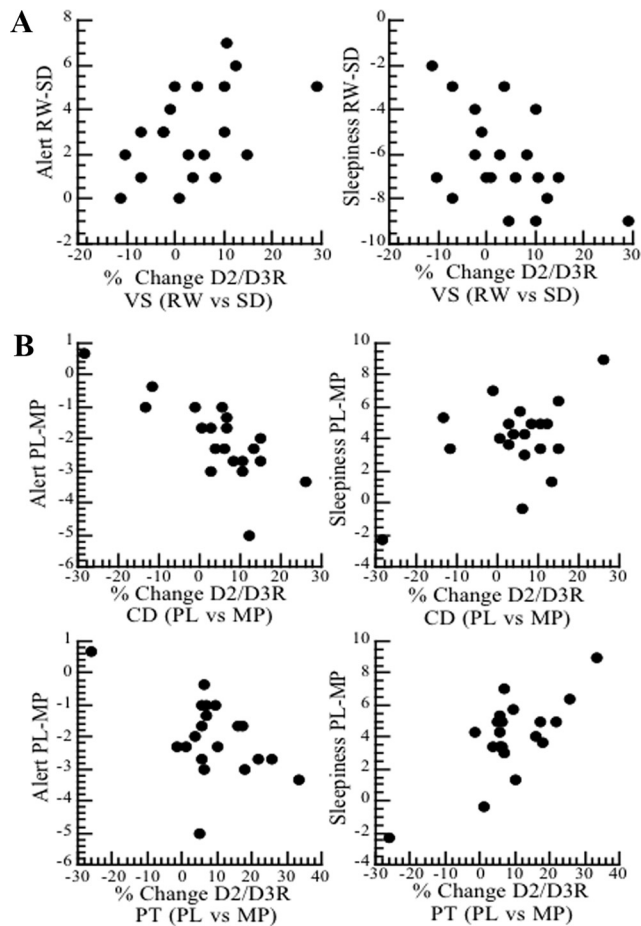 A
8
6
4
2
0
-2
Alert RW-SD
-20 -10 0 10 20 30
% Change D2/D3R
VS (RW vs SD)
0
-2
-4
-6
-8
-10
Sleepiness RW-SD
-20 -10 0 10 20 30
% Change D2/D3R
VS (RW vs SD)
B
1
0
-1
-2
-3
-4
-5
-6
Alert PL-MP
-30 -20 -10 0 10 20 30
% Change D2/D3R
CD (PL vs MP)
10
8
6
4
2
0
-2
-4
Sleepiness PL-MP
-30 -20 -10 0 10 20 30
% Change D2/D3R
CD (PL vs MP)
1
0
-1
-2
-3
-4
-5
-6
Alert PL-MP
-30 -20 -10 0 10 20 30 40
% Change D2/D3R
PT (PL vs MP)
10
8
6
4
2
0
-2
-4
Sleepiness PL-MP
-30 -20 -10 0 10 20 30 40
% Change D2/D3R
PT (PL vs MP)